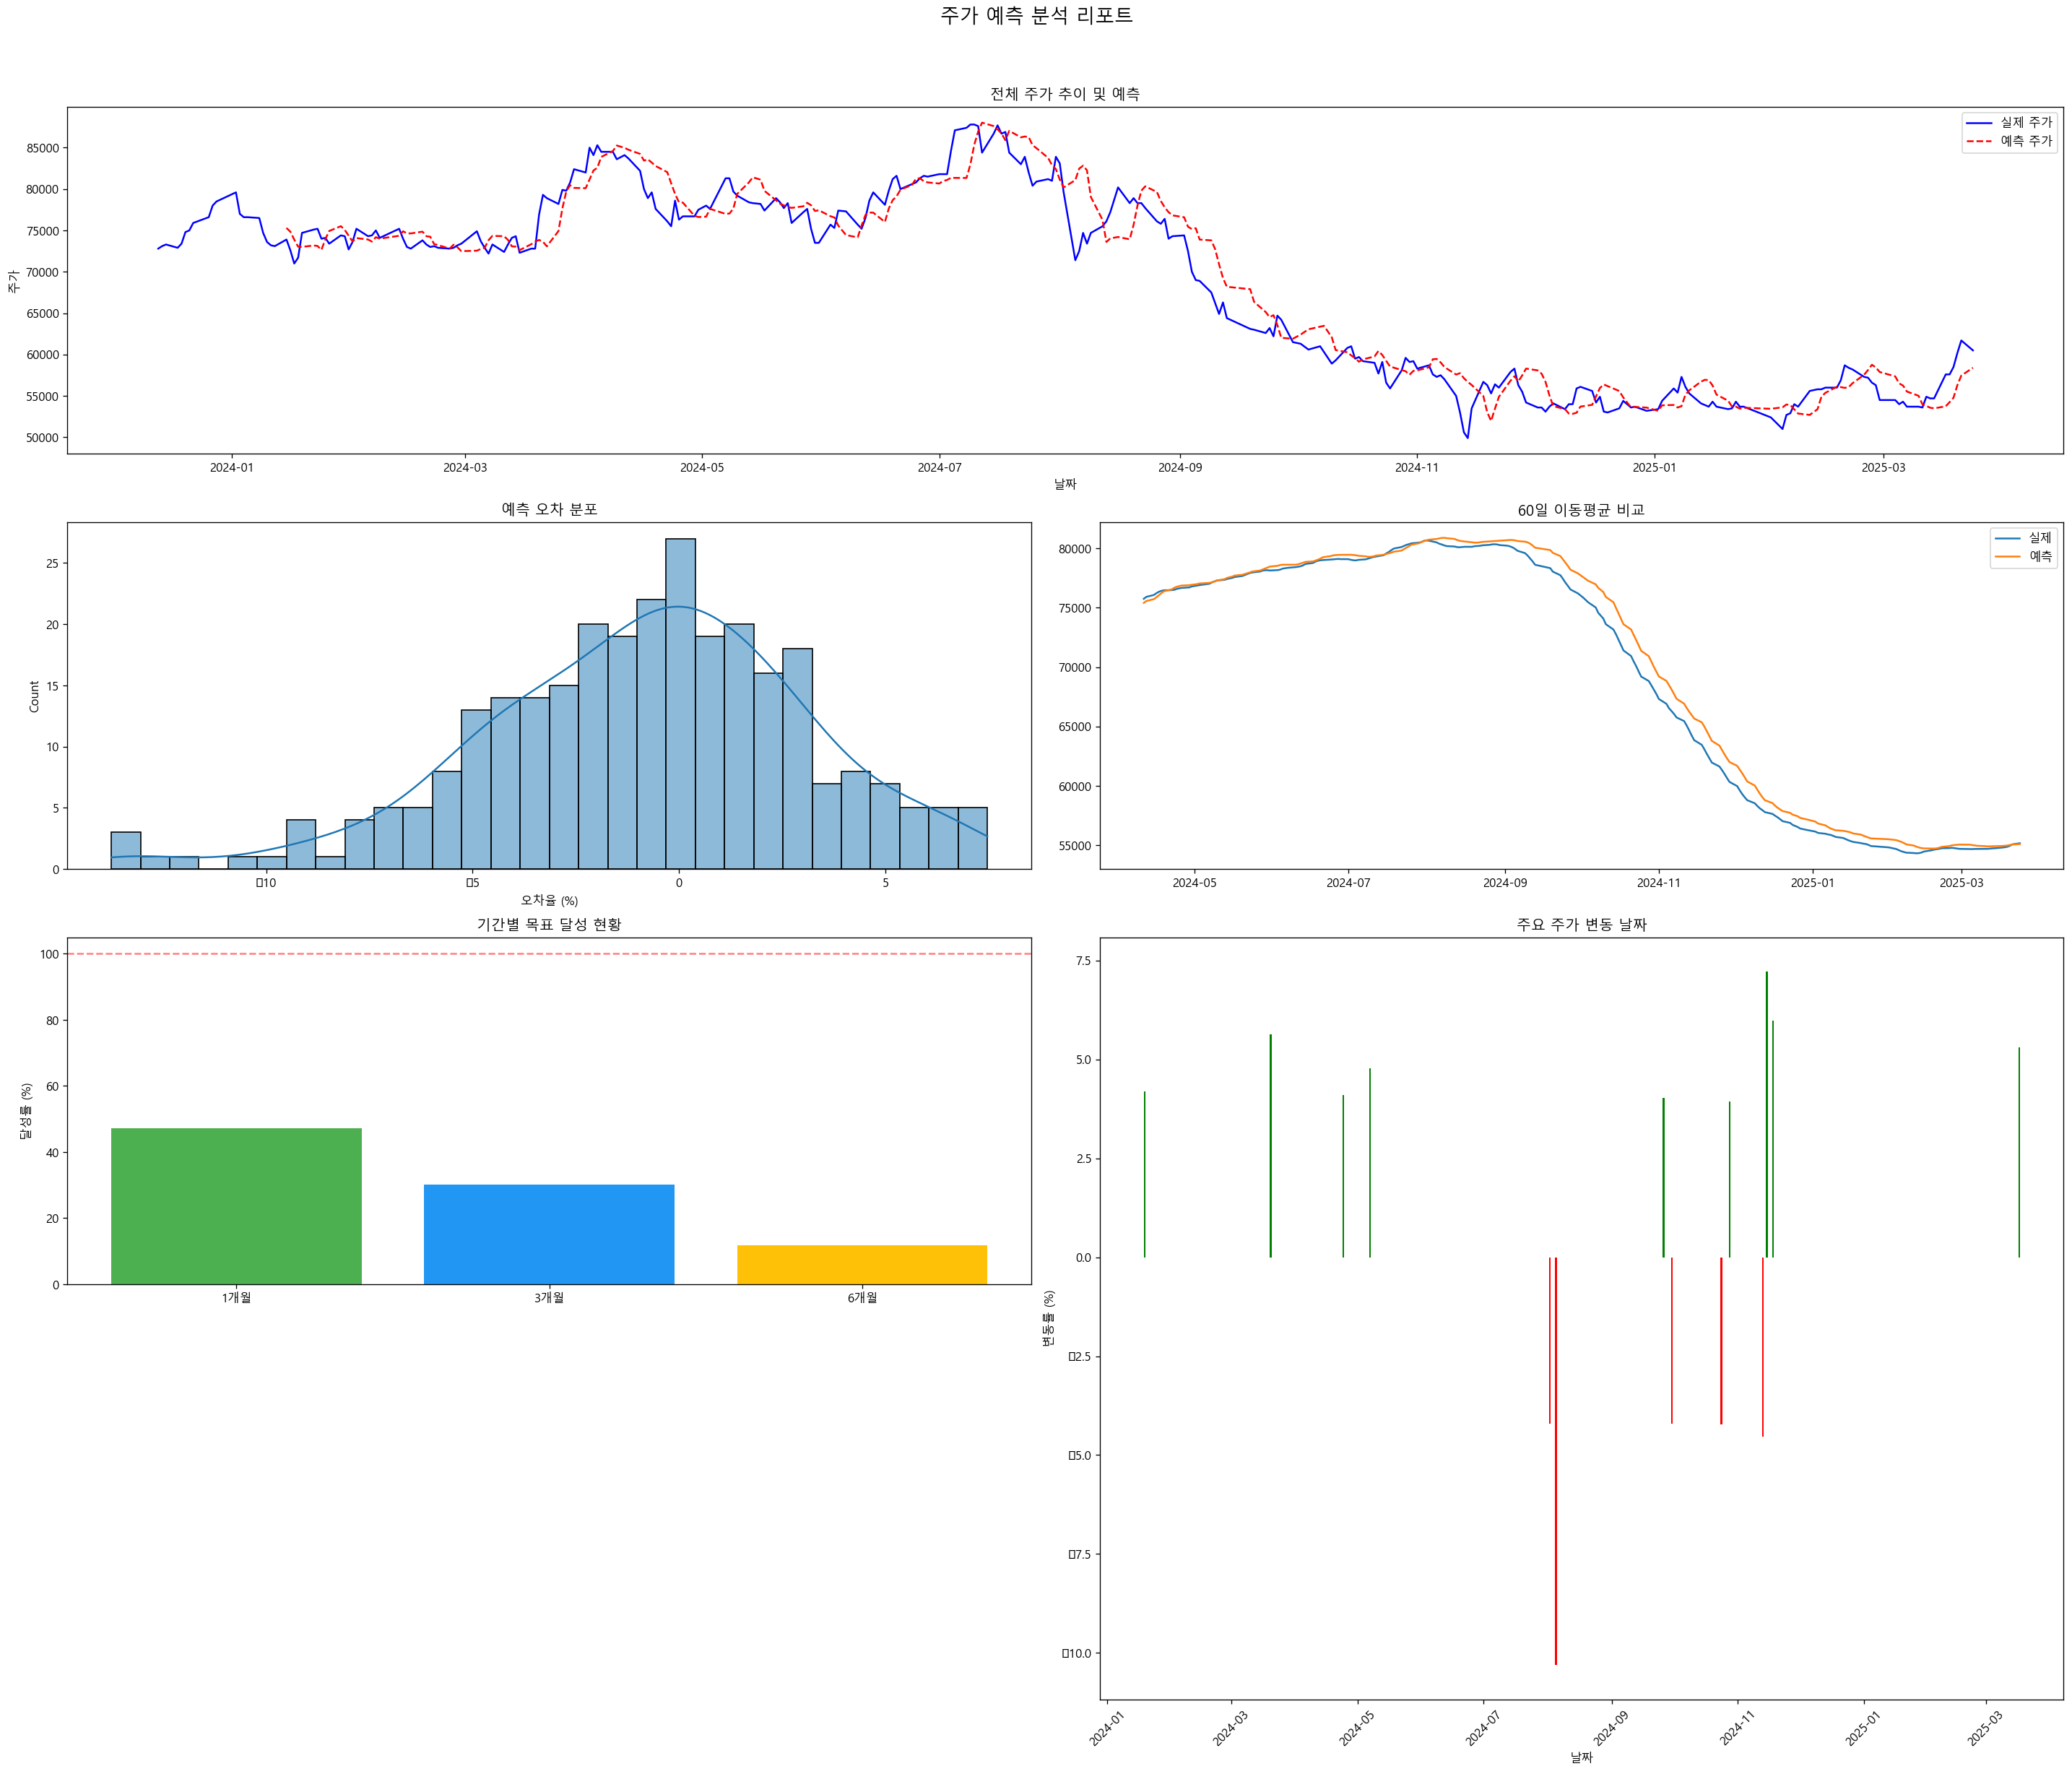 주가 예측 분석 리포트
전체 주가 추이 및 예측
실제 주가
예측 주가
주가
85000
80000
75000
70000
65000
60000
55000
50000
2024-01 2024-03 2024-05 2024-07 2024-09 2024-11 2025-01 2025-03
날짜
예측 오차 분포
Count
25
20
15
10
5
0
▯10 ▯5 0 5
오차율 (%)
60일 이동평균 비교
실제
예측
80000
75000
70000
65000
60000
55000
2024-05 2024-07 2024-09 2024-11 2025-01 2025-03
기간별 목표 달성 현황
달성률 (%)
100
80
60
40
20
0
1개월 3개월 6개월
주요 주가 변동 날짜
변동률 (%)
7.5
5.0
2.5
0.0
▯2.5
▯5.0
▯7.5
▯10.0
2024-01 2024-03 2024-05 2024-07 2024-09 2024-11 2025-01 2025-03
날짜